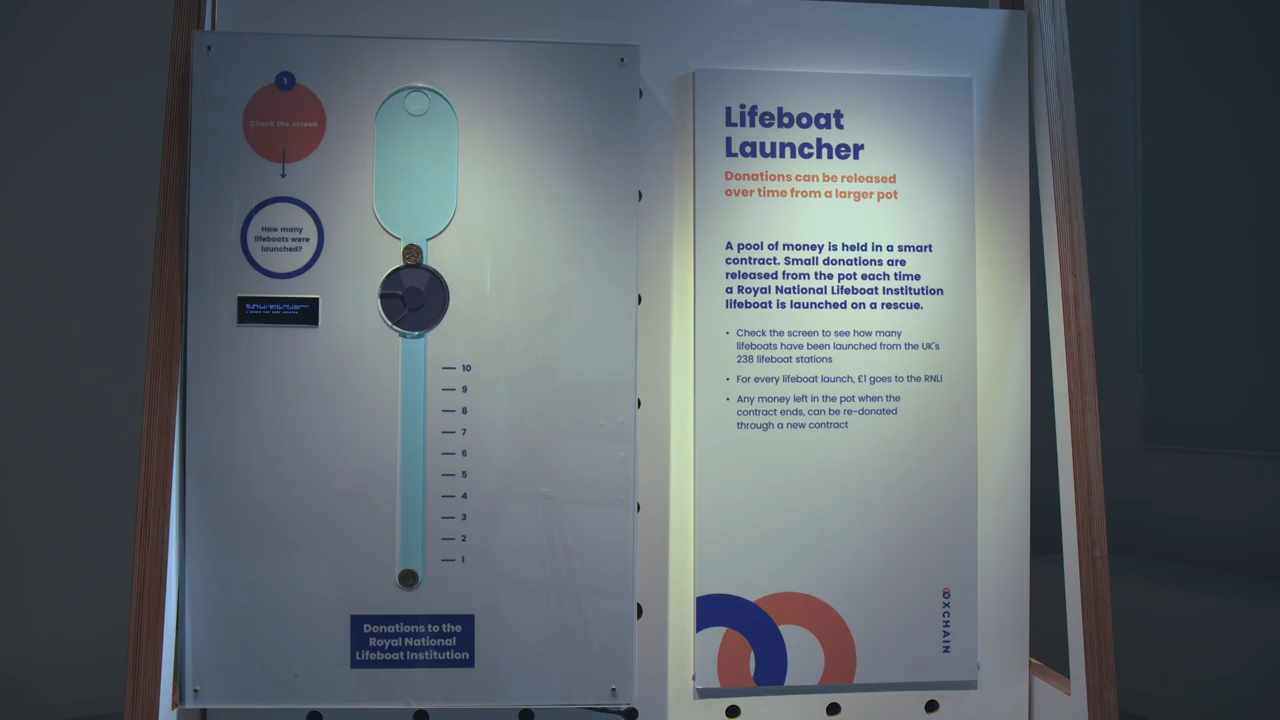 1
Check the screen
How many
lifeboats were
launched?
10
9
8
7
6
5
4
3
2
1
Donations to the
Royal National
Lifeboat Institution
Lifeboat
Launcher
Donations can be released
over time from a larger pot
A pool of money is held in a smart
contract. Small donations are
released from the pot each time
a Royal National Lifeboat Institution
lifeboat is launched on a rescue.
• Check the screen to see how many
lifeboats have been launched from the UK's
238 lifeboat stations
• For every lifeboat launch, £1 goes to the RNLI
• Any money left in the pot when the
contract ends, can be re-donated
through a new contract
OXCHAIN